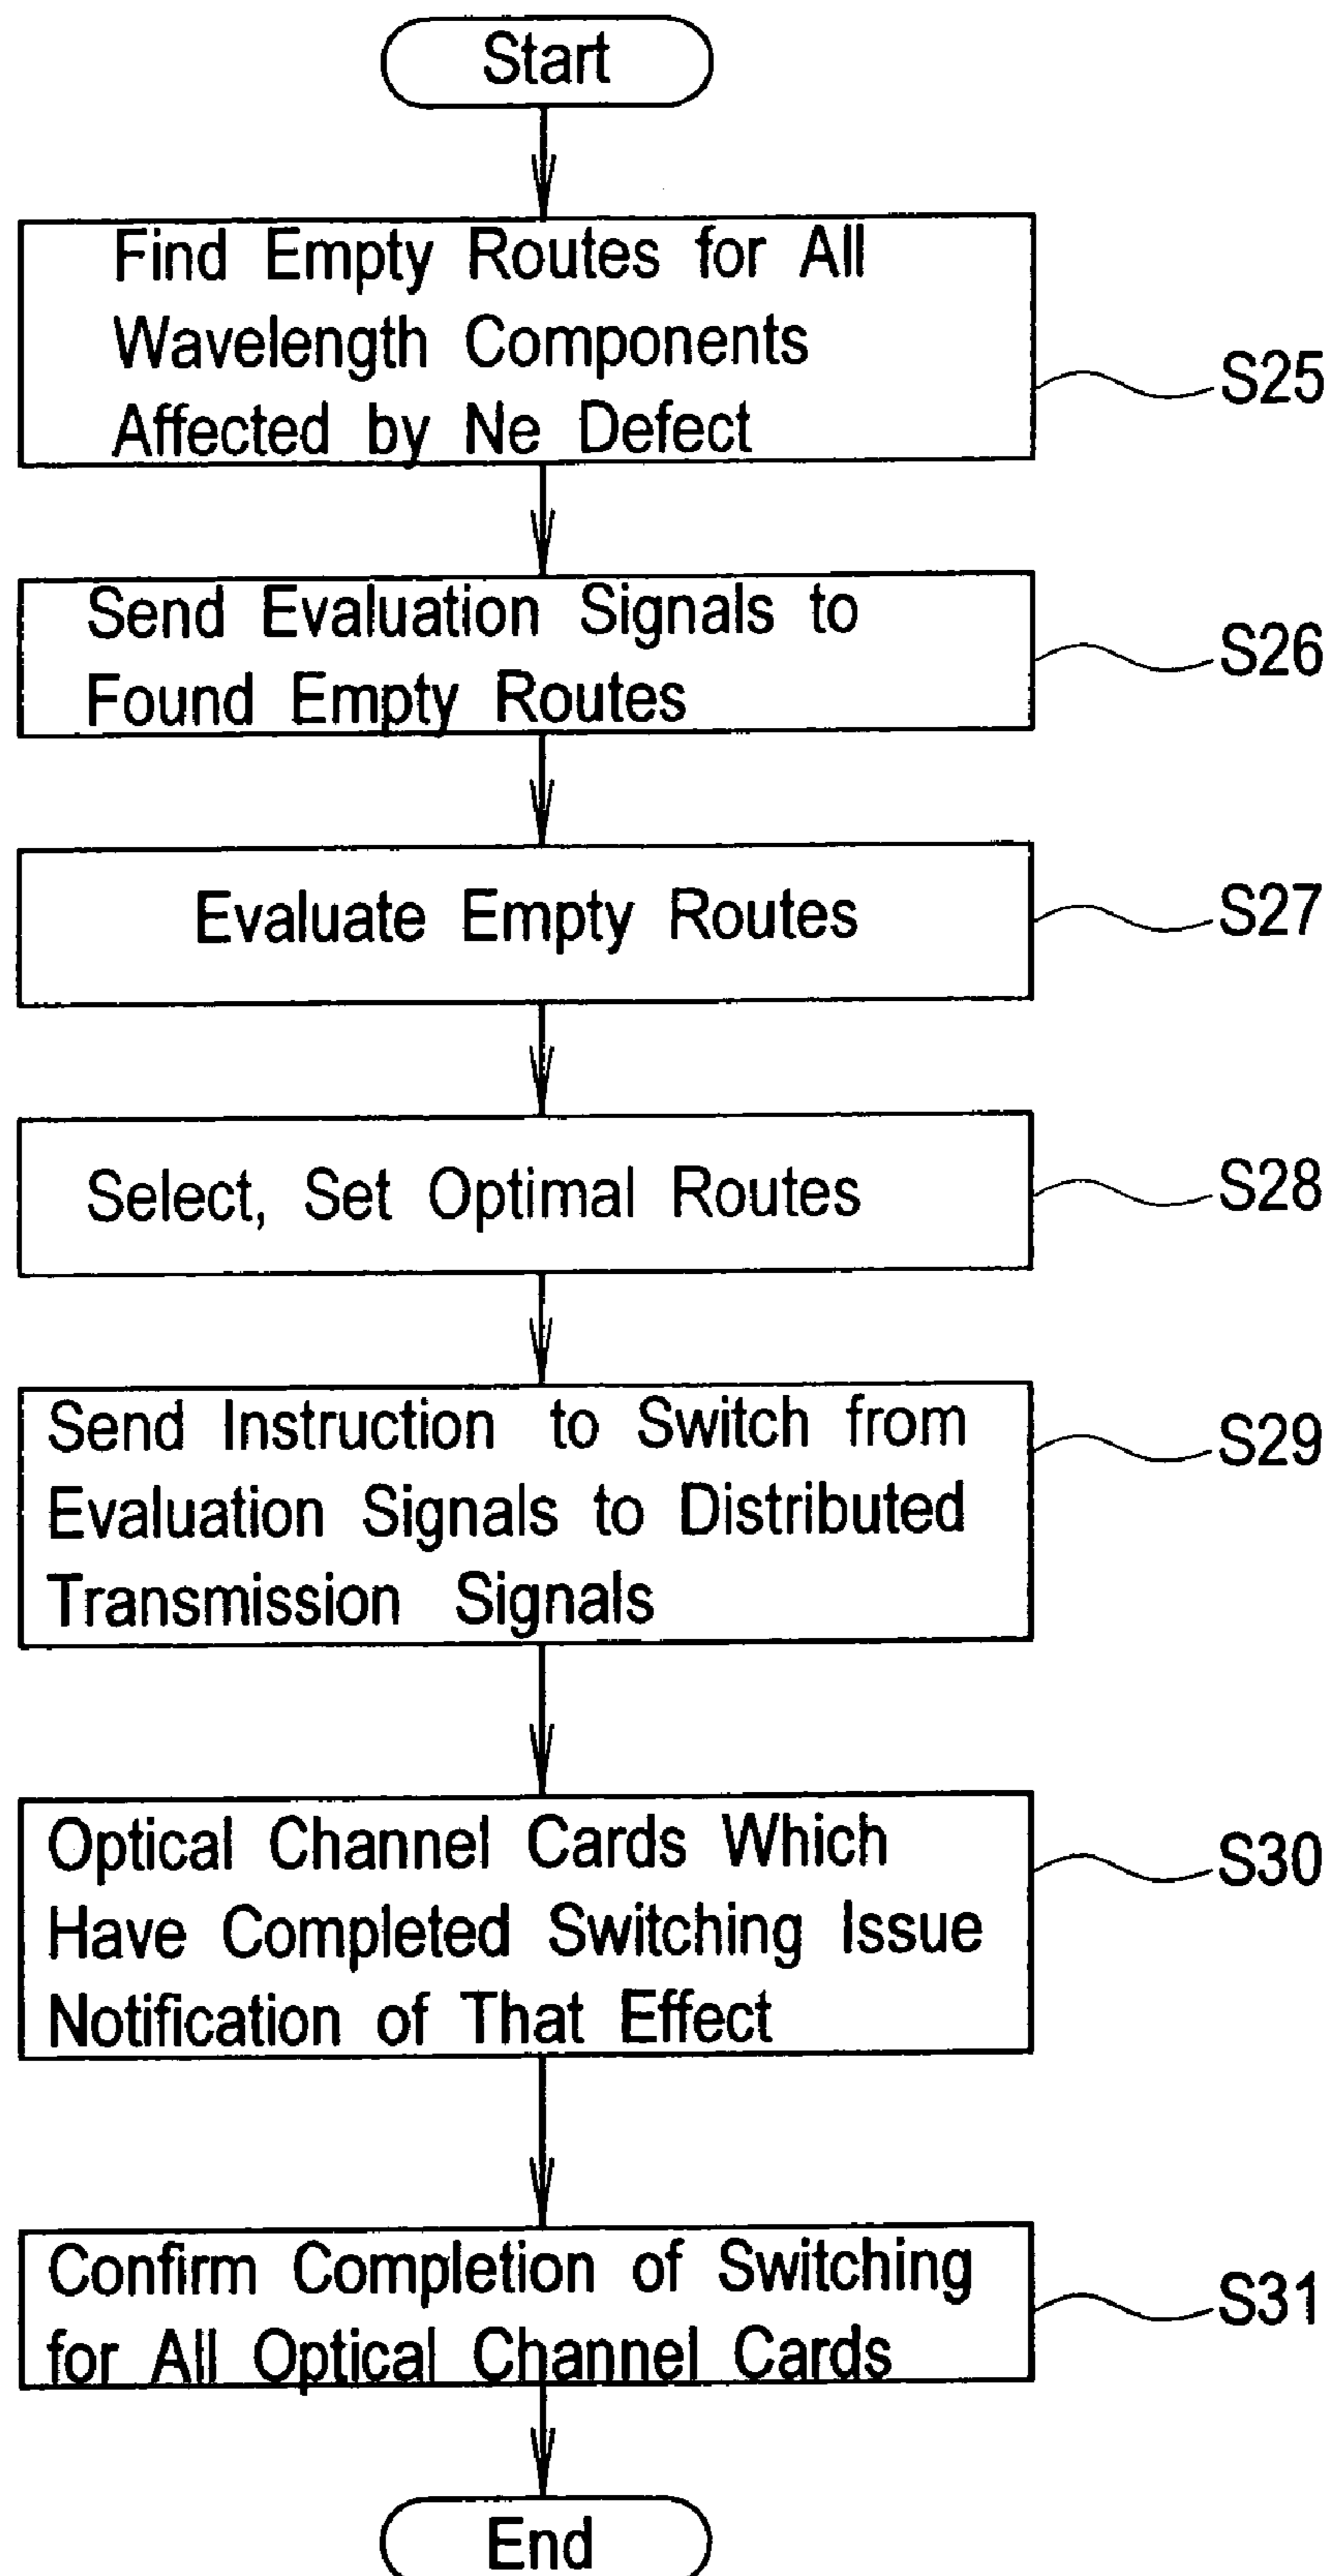 Start
Find Empty Routes for All
Wavelength Components
Affected by Ne Defect
S25
Send Evaluation Signals to
Found Empty Routes
S26
Evaluate Empty Routes
S27
Select, Set Optimal Routes
S28
Send Instruction to Switch from
Evaluation Signals to Distributed
Transmission Signals
S29
Optical Channel Cards Which
Have Completed Switching Issue
Notification of That Effect
S30
Confirm Completion of Switching
for All Optical Channel Cards
S31
End